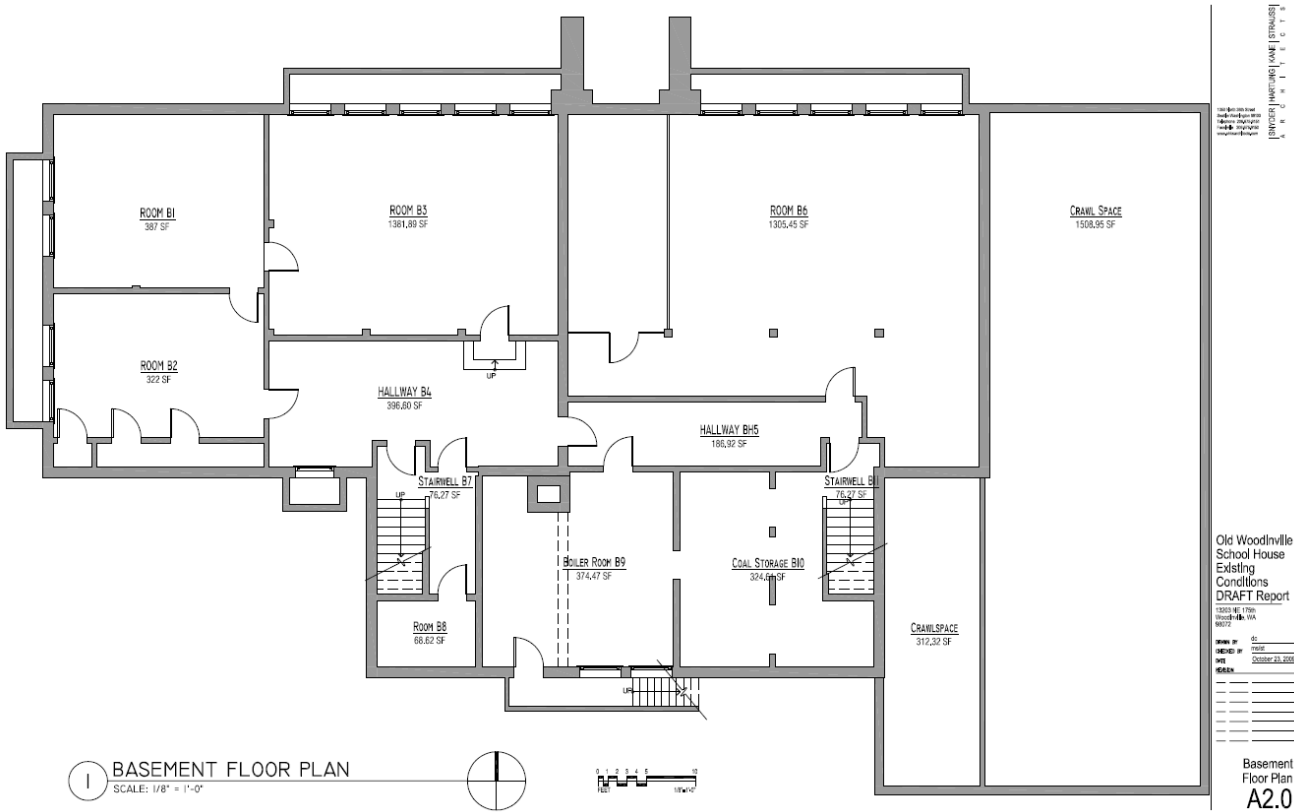 ROOM B1
387 SF
ROOM B3
1381.89 SF
ROOM B6
1305.45 SF
CRAWL SPACE
1508.95 SF
ROOM B2
322 SF
UP
HALLWAY B4
396.60 SF
HALLWAY BH5
186.92 SF
STAIRWELL B7
76.27 SF
UP
STAIRWELL B11
76.27 SF
UP
BOILER ROOM B9
374.47 SF
COAL STORAGE B10
324.61 SF
ROOM B8
68.62 SF
CRAWLSPACE
312.32 SF
UP
1
BASEMENT FLOOR PLAN
SCALE: 1/8" = 1'-0"
0 1 2 3 4 5 10
FEET 1/8"=1'-0"
SNYDER | HARTUNG | KANE | STRAUSS |
A R C H I T E C T S
Old Woodinville
School House
Existing
Conditions
DRAFT Report
13203 NE 175th
Woodinville, WA
98072
DRAWN BY dc
CHECKED BY
DATE
Basement
Floor Plan
A2.0